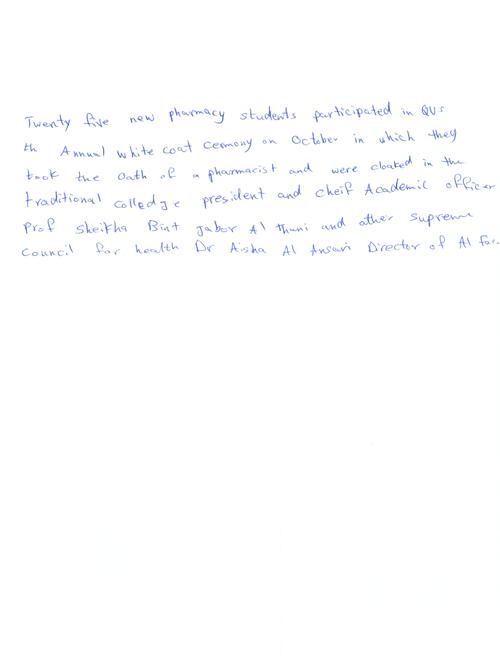 Twenty five new pharmacy students participated in QUs
th Annual white coat Cermony on October in which they
took the Oath of a pharmacist and were cloaked in the
traditional colledge president and cheif Academic officer
Prof Sheikha Bint jabor Al Thani and other supreme
Council for health Dr Aisha Al Ansari Director of Al